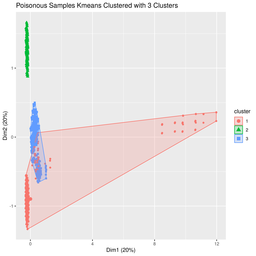 Poisonous Samples Kmeans Clustered with 3 Clusters
Dim2 (20%)
1
0
-1
0
4
8
12
Dim1 (20%)
cluster
1
2
3